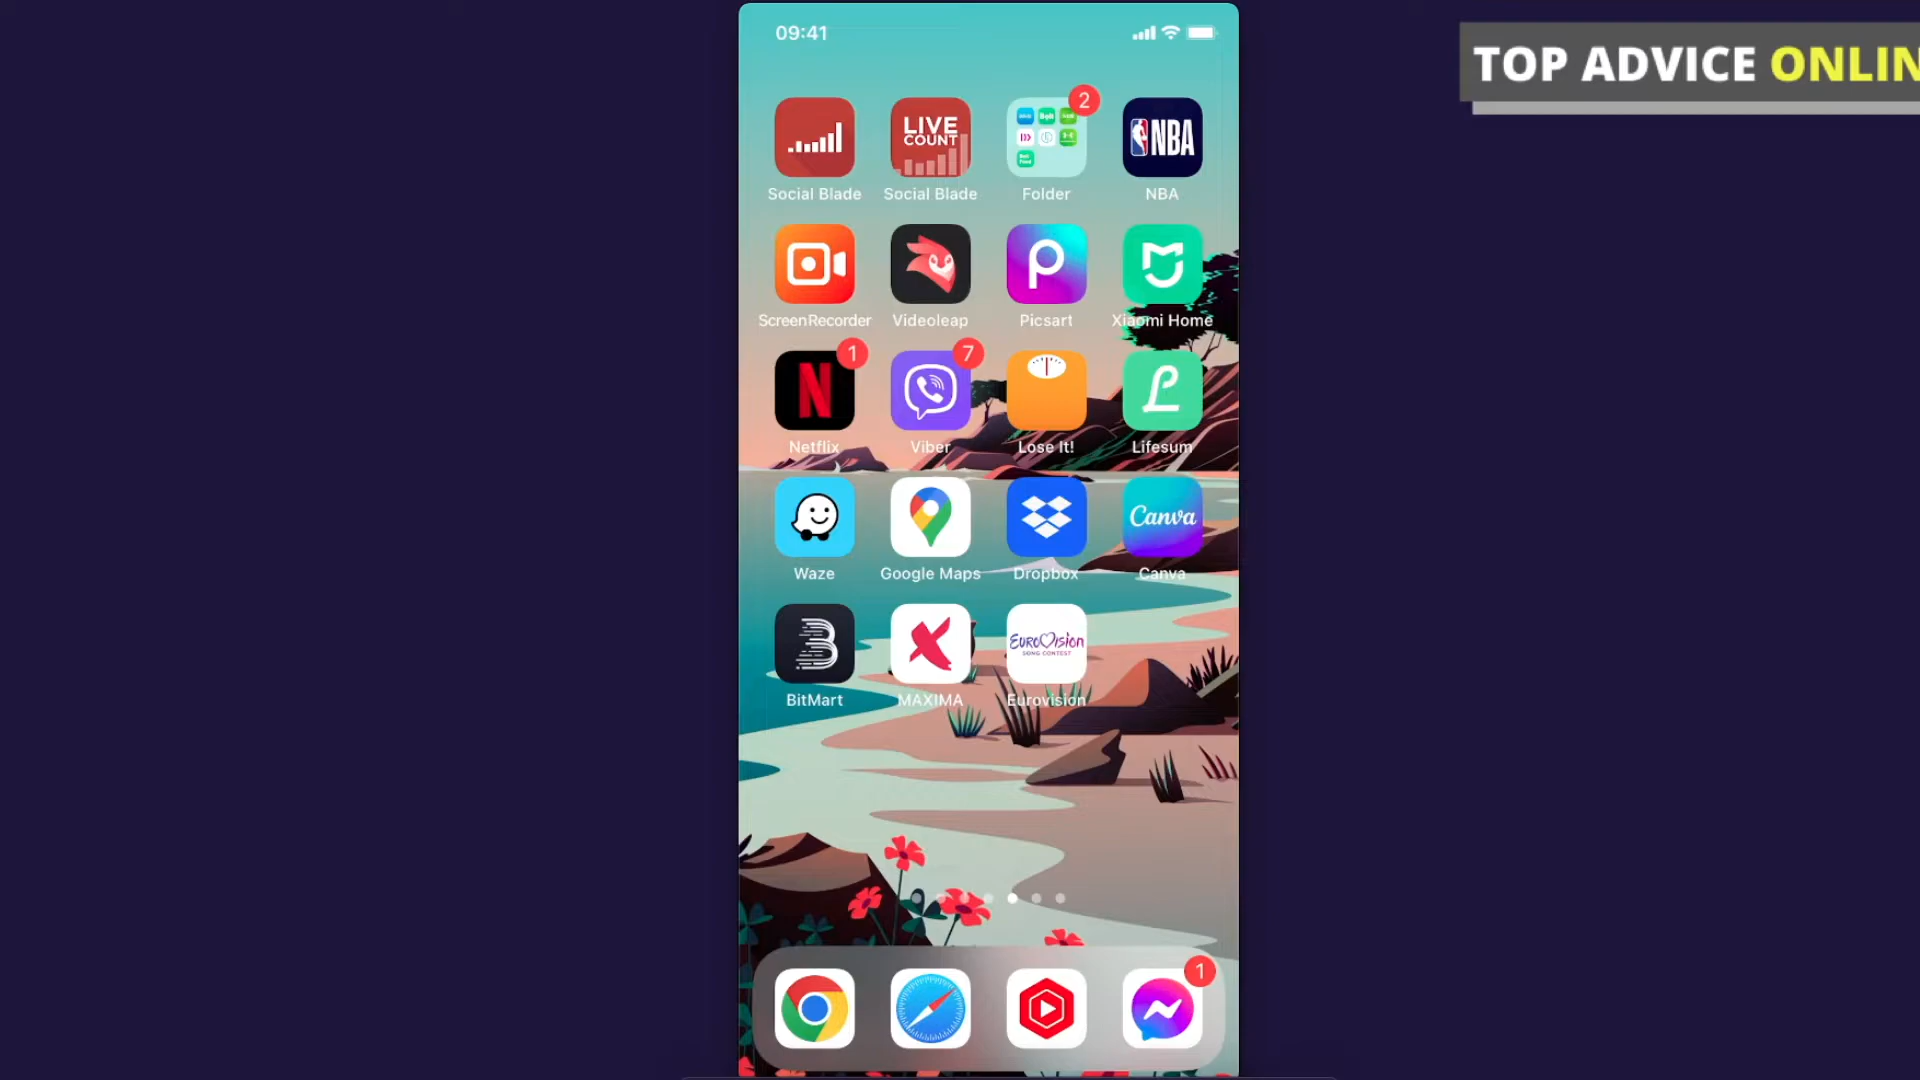 09:41
TOP ADVICE ONLIN
LIVE
COUNT
2
NBA
Social Blade
Social Blade
Folder
NBA
ScreenRecorder
Videoleap
Picsart
Xiaomi Home
N
1
7
Netflix
Viber
Lose It!
Lifesum
Canva
Waze
Google Maps
Dropbox
Canva
EUROVISION
SONG CONTEST
BitMart
MAXIMA
Eurovision
1